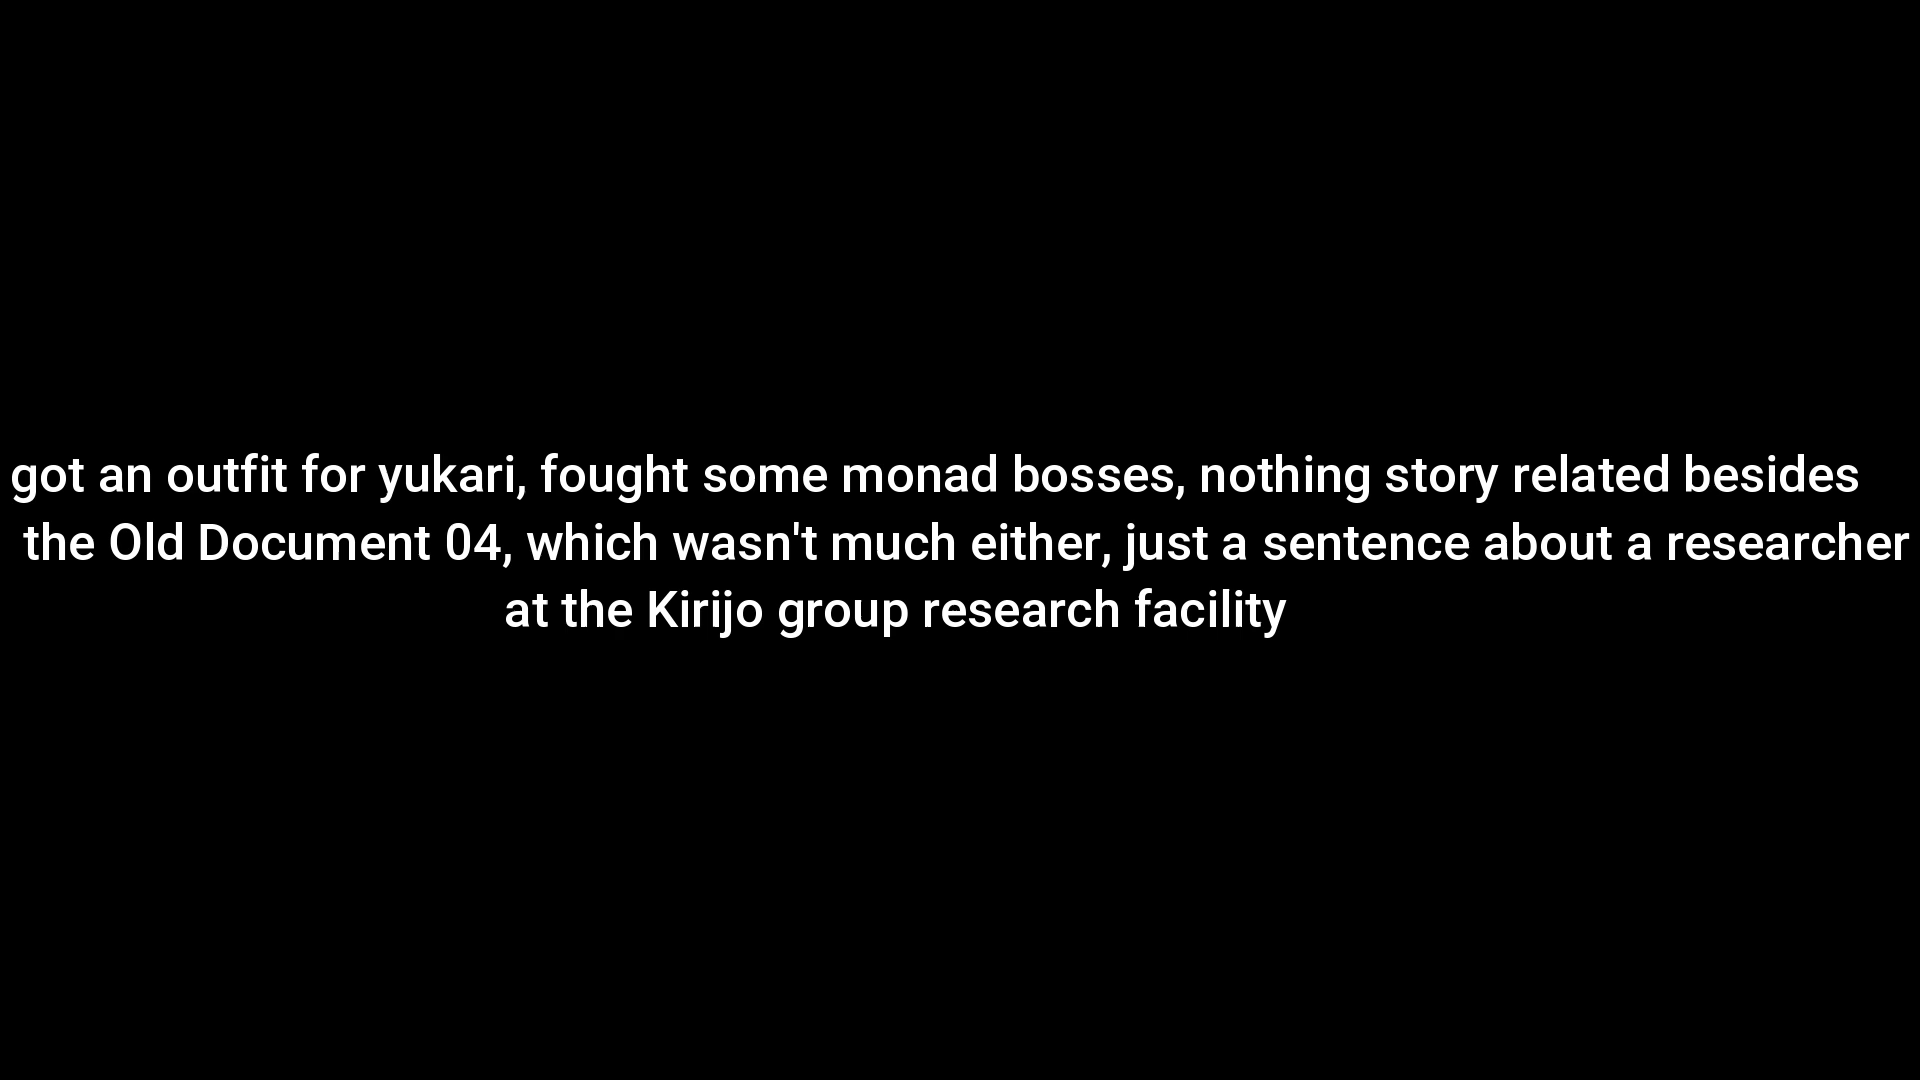 got an outfit for yukari, fought some monad bosses, nothing story related besides
the Old Document 04, which wasn't much either, just a sentence about a researcher
at the Kirijo group research facility